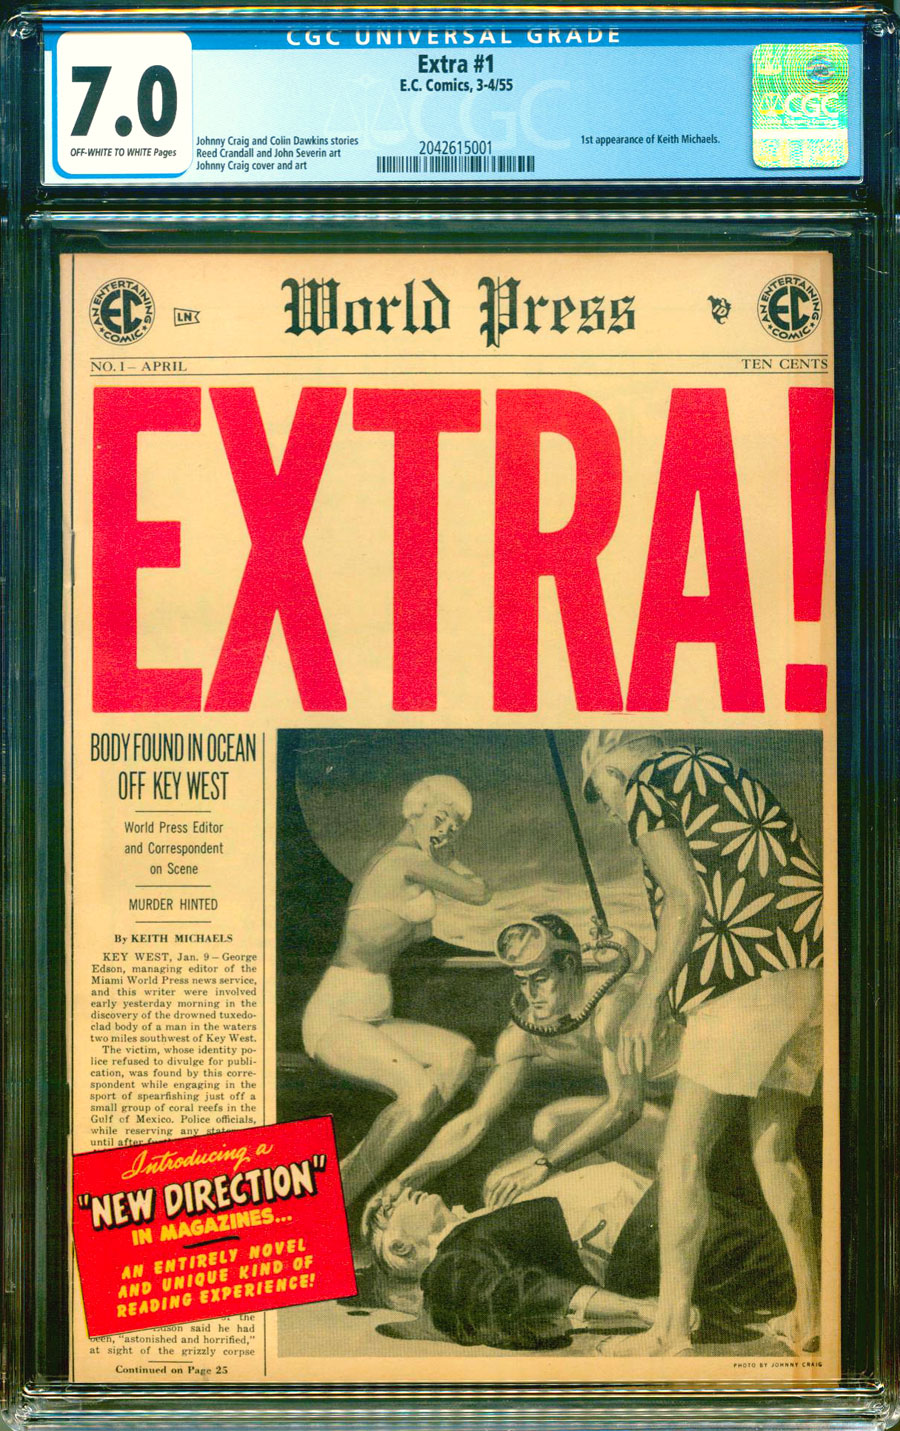 CGC UNIVERSAL GRADE
7.0
OFF-WHITE TO WHITE Pages
Extra #1
E.C. Comics, 3-4/55
Johnny Craig and Colin Dawkins stories
Reed Crandall and John Severin art
Johnny Craig cover and art
2042615001
1st appearance of Keith Michaels.
CGC
AN ENTERTAINING
EC
COMIC
LN
World Press
AN ENTERTAINING
EC
COMIC
NO. 1 – APRIL
TEN CENTS
EXTRA!
BODY FOUND IN OCEAN
OFF KEY WEST
World Press Editor
and Correspondent
on Scene
MURDER HINTED
By KEITH MICHAELS
KEY WEST, Jan. 9 – George
Edson, managing editor of the
Miami World Press news service,
and this writer were involved
early yesterday morning in the
discovery of the drowned tuxedo-
clad body of a man in the waters
two miles southwest of Key West.
The victim, whose identity po-
lice refused to divulge for publi-
cation, was found by this corre-
spondent while engaging in the
sport of spearfishing just off a
small group of coral reefs in the
Gulf of Mexico. Police officials,
while reserving any
until after
Introducing a
"NEW DIRECTION"
IN MAGAZINES...
AN ENTIRELY NOVEL
AND UNIQUE KIND OF
READING EXPERIENCE!
of the
said he had
been, "astonished and horrified,"
at sight of the grizzly corpse
Continued on Page 25
PHOTO BY JOHNNY CRAIG